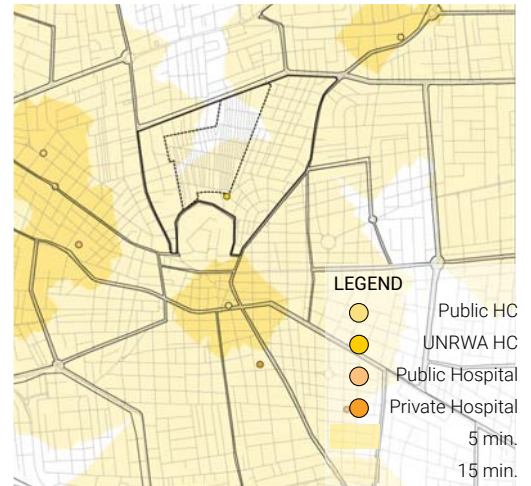 LEGEND
Public HC
UNRWA HC
Public Hospital
Private Hospital
5 min.
15 min.